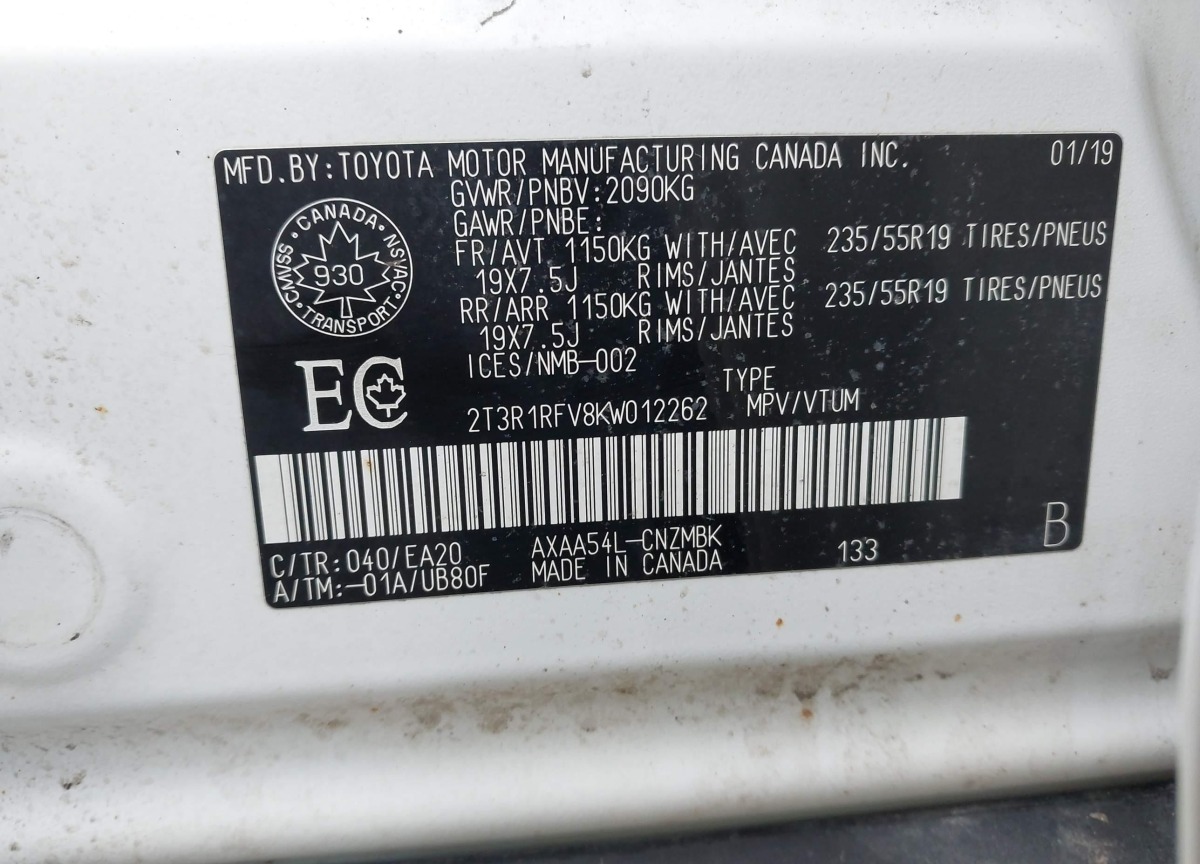 MFD.BY:TOYOTA MOTOR MANUFACTURING CANADA INC. 01/19
GVWR/PNBV:2090KG
GAWR/PNBE:
FR/AVT 1150KG WITH/AVEC 235/55R19 TIRES/PNEUS
19X7.5J RIMS/JANTES
RR/ARR 1150KG WITH/AVEC 235/55R19 TIRES/PNEUS
19X7.5J RIMS/JANTES
ICES/NMB-002
CANADA
CMVSS 930 NSVAC
TRANSPORT
EC
TYPE
2T3R1RFV8KW012262 MPV/VTUM
C/TR:040/EA20 AXAA54L-CNZMBK 133 B
A/TM:-01A/UB80F MADE IN CANADA